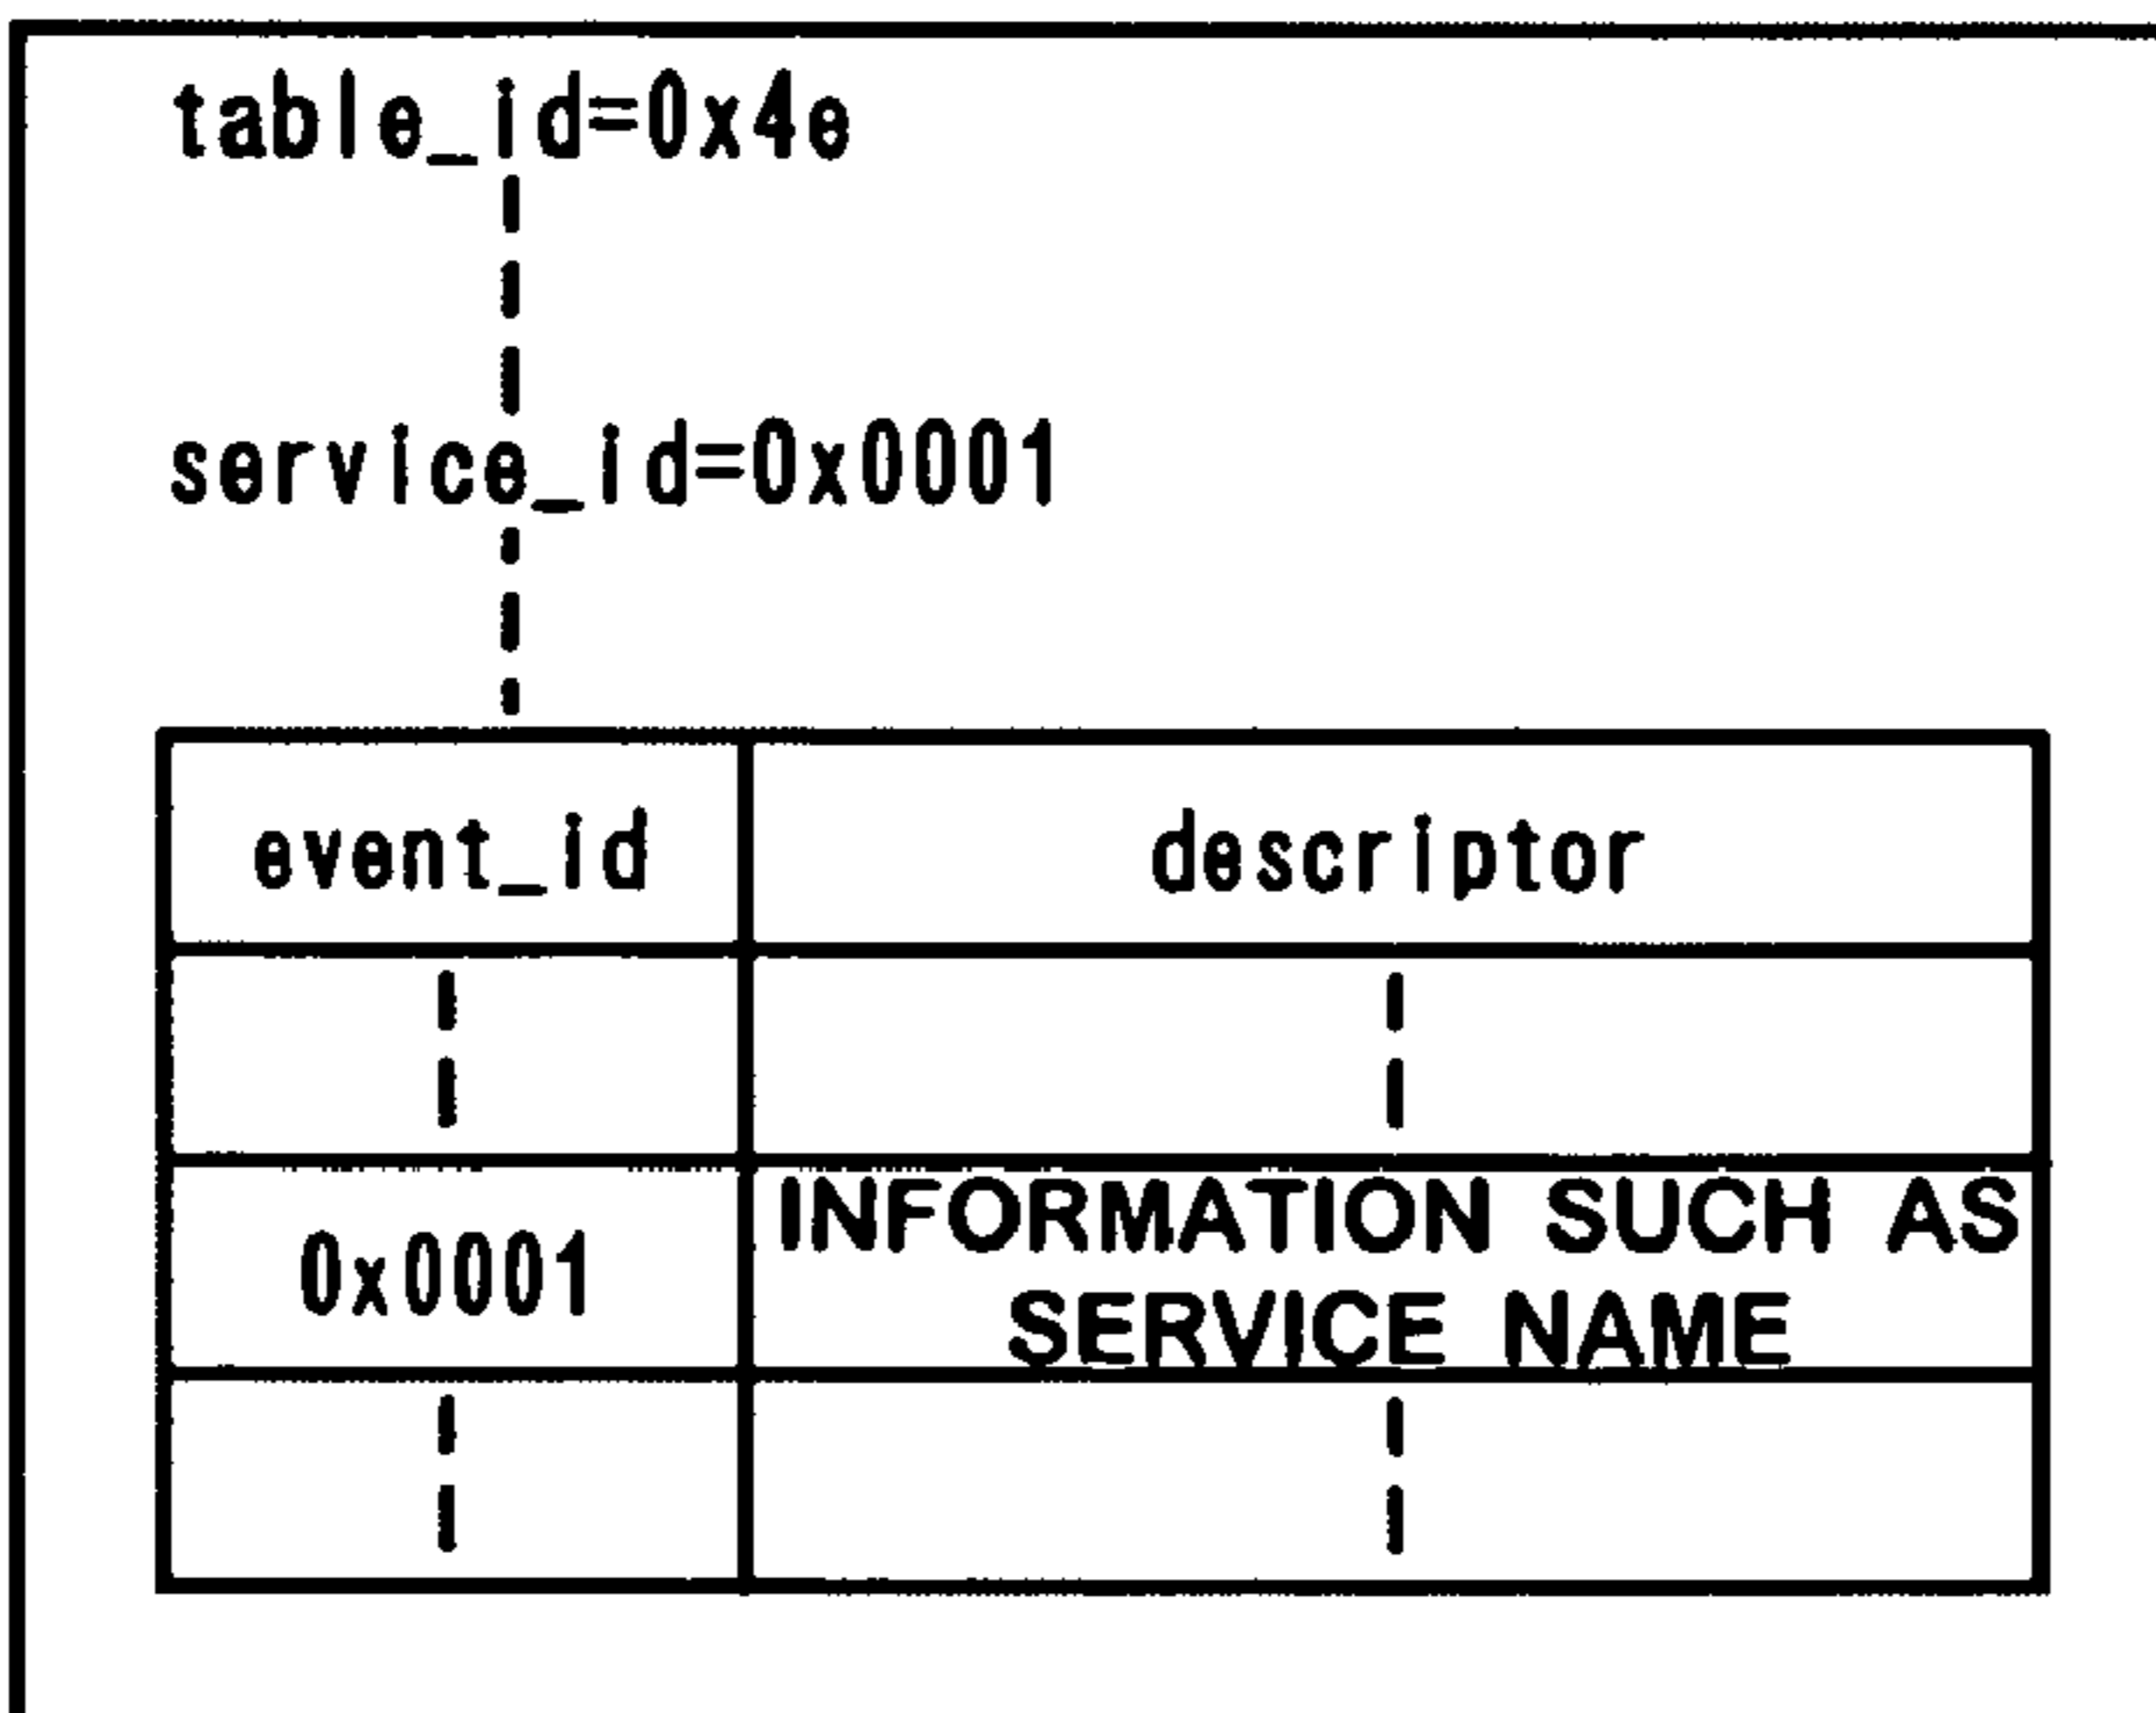 table_id=0x4e
service_id=0x0001
event_id descriptor
0x0001 INFORMATION SUCH AS
SERVICE NAME